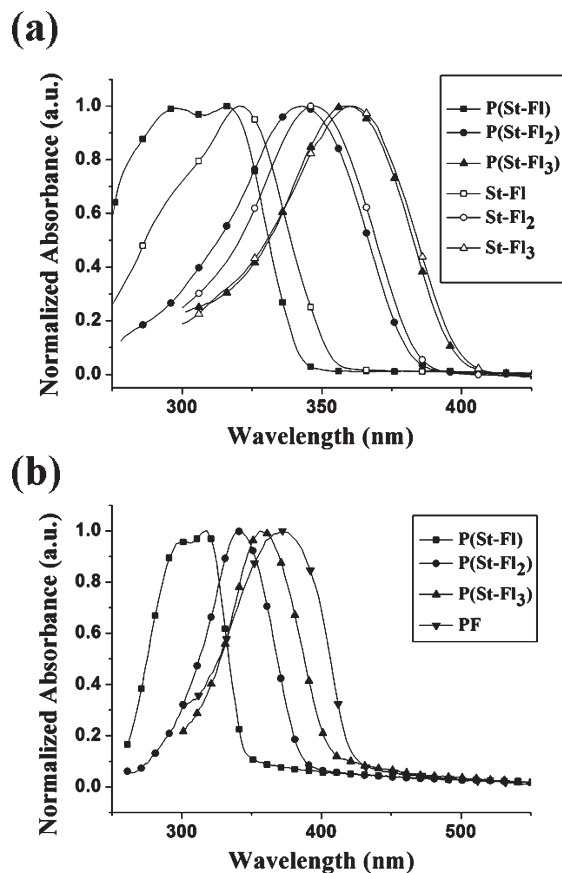 (a)
Normalized Absorbance (a.u.)
1.0
0.8
0.6
0.4
0.2
0.0
P(St-Fl)
P(St-Fl2)
P(St-Fl3)
St-Fl
St-Fl2
St-Fl3
300 350 400
Wavelength (nm)
(b)
Normalized Absorbance (a.u.)
1.0
0.8
0.6
0.4
0.2
0.0
P(St-Fl)
P(St-Fl2)
P(St-Fl3)
PF
300 400 500
Wavelength (nm)